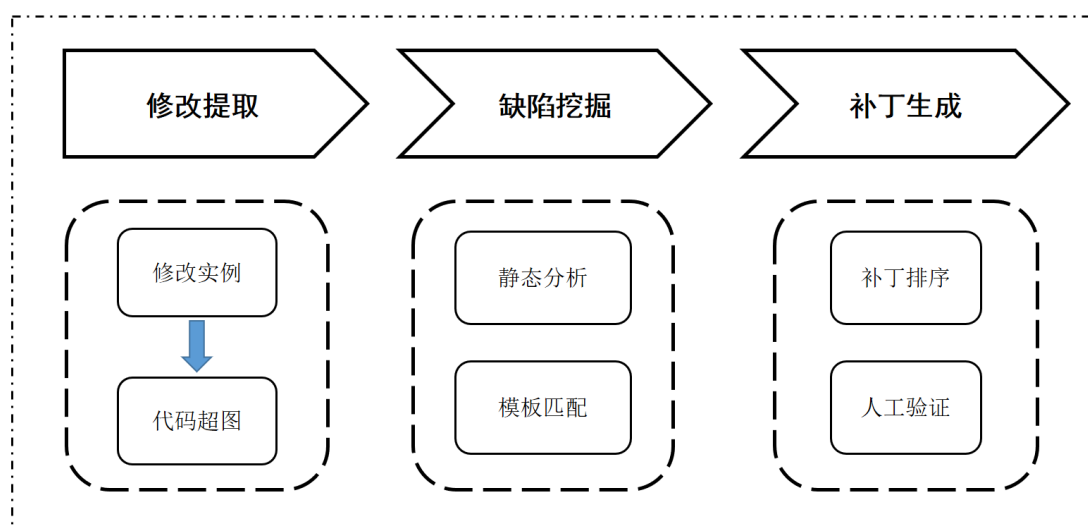 修改提取
缺陷挖掘
补丁生成
修改实例
代码超图
静态分析
模板匹配
补丁排序
人工验证